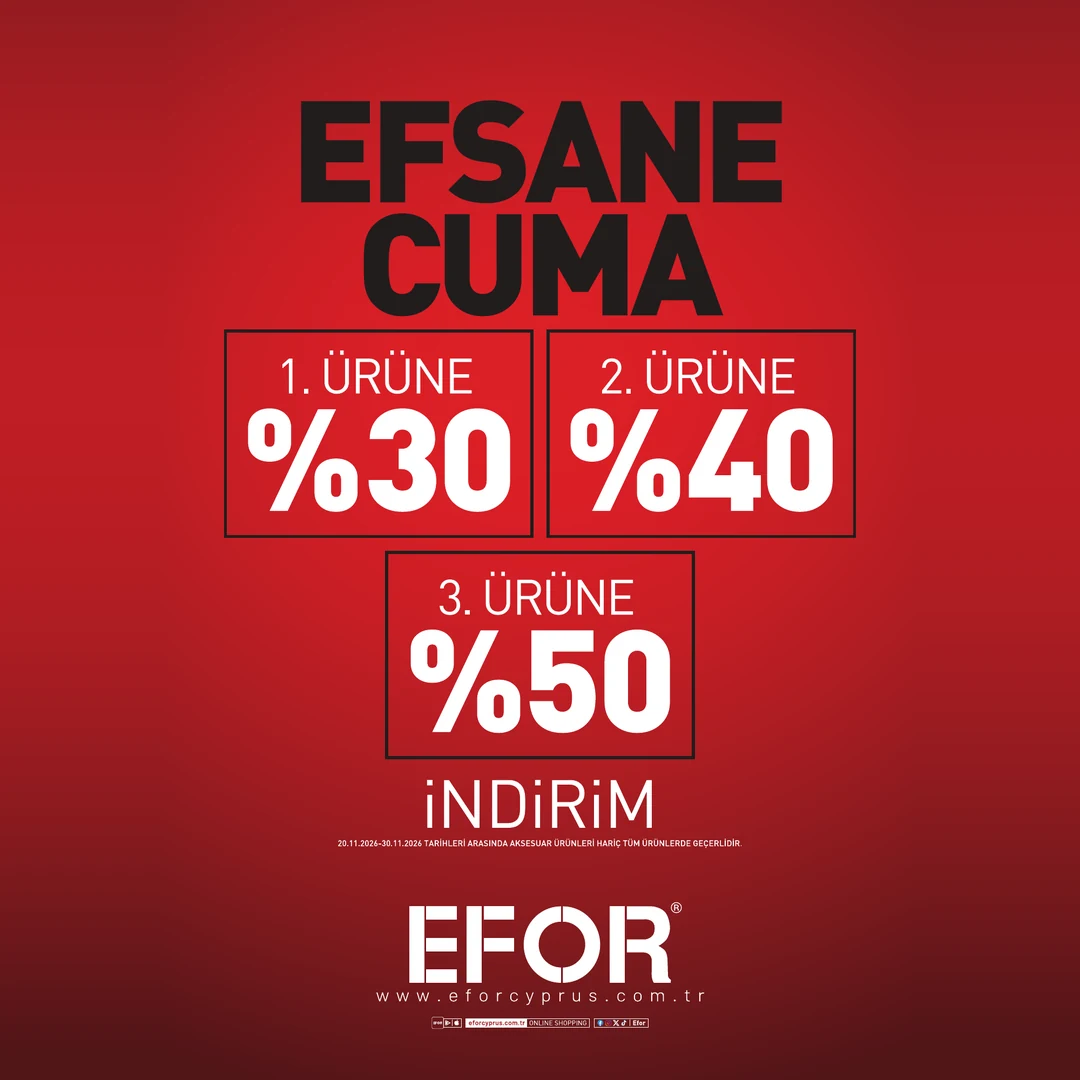 EFSANE
CUMA
1. ÜRÜNE
%30
2. ÜRÜNE
%40
3. ÜRÜNE
%50
İNDİRİM
20.11.2026-30.11.2026 TARİHLERİ ARASINDA AKSESUAR ÜRÜNLERİ HARİÇ TÜM ÜRÜNLERDE GEÇERLİDİR.
EFOR®
www.eforcyprus.com.tr
eforcyprus.com.tr ONLINE SHOPPING | Efor